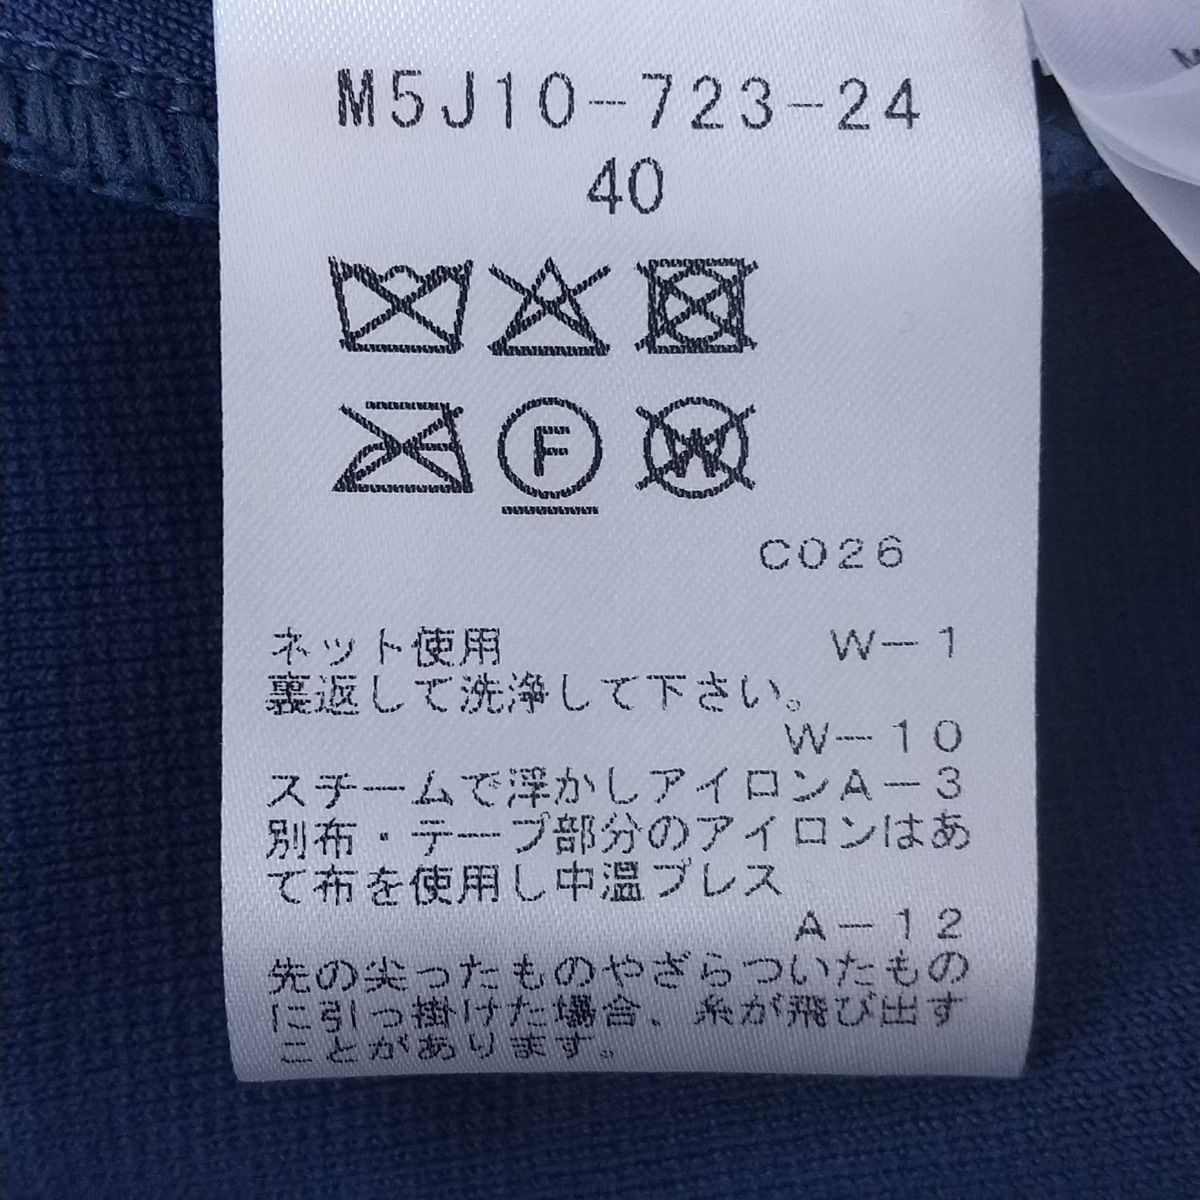 M5J10-723-24
40
F
W
C026
ネット使用 W-1
裏返して洗浄して下さい。
W-10
スチームで浮かしアイロンA-3
別布・テープ部分のアイロンはあ
て布を使用し中温プレス
A-12
先の尖ったものやざらついたもの
に引っ掛けた場合、糸が飛び出す
ことがあります。